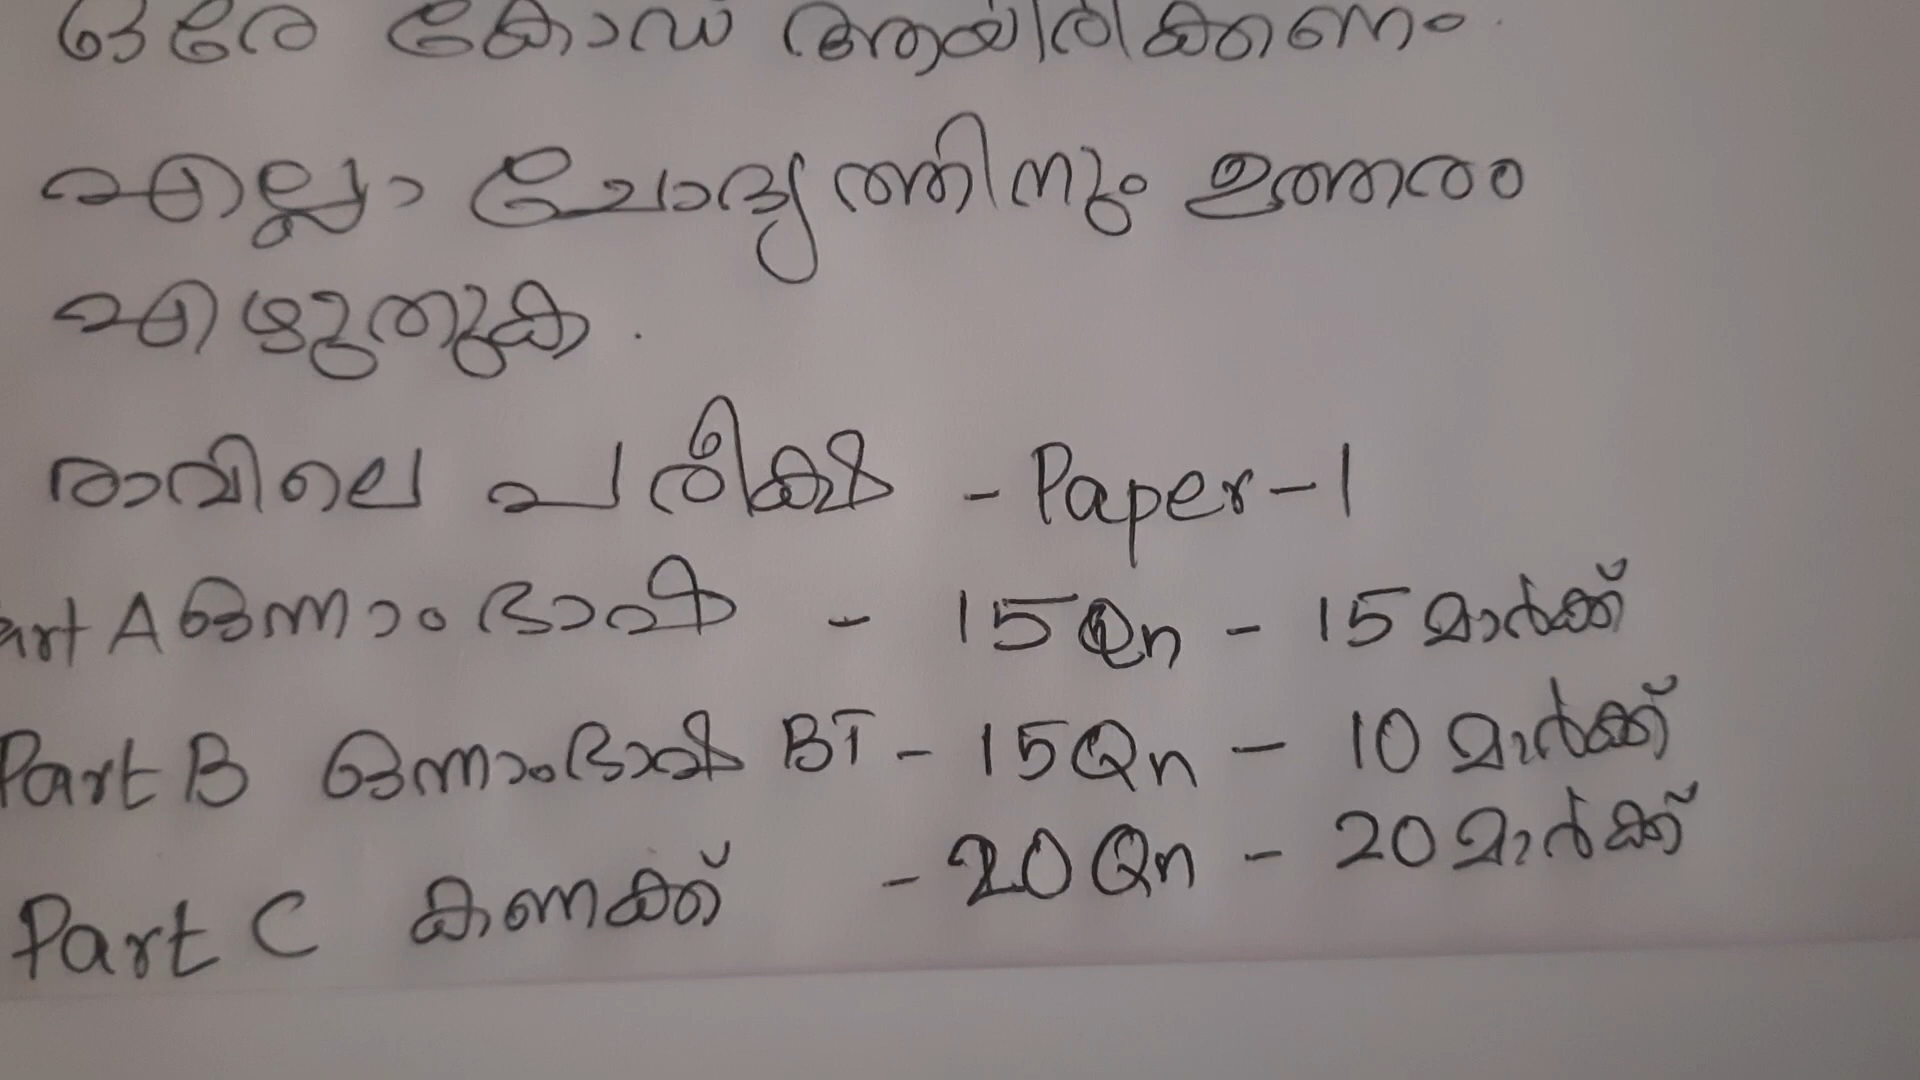 ഒരേ കോഡ് ആയിരിക്കണം.
എല്ലാ ചോദ്യത്തിനും ഉത്തരം
എഴുതുക.
രാവിലെ പരീക്ഷ - Paper-1
art A ഒന്നാം ഭാഷ - 15 Qn - 15 മാർക്ക്
Part B ഒന്നാംഭാഷ BT - 15 Qn - 10 മാർക്ക്
Part C കണക്ക് - 20 Qn - 20 മാർക്ക്